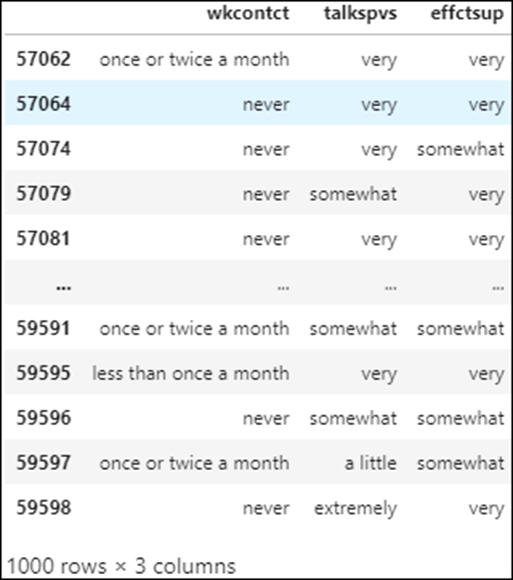 wkcontct talkspvs effctsup
57062 once or twice a month very very
57064 never very very
57074 never very somewhat
57079 never somewhat very
57081 never very very
... ... ... ...
59591 once or twice a month somewhat somewhat
59595 less than once a month very very
59596 never somewhat somewhat
59597 once or twice a month a little somewhat
59598 never extremely very
1000 rows × 3 columns